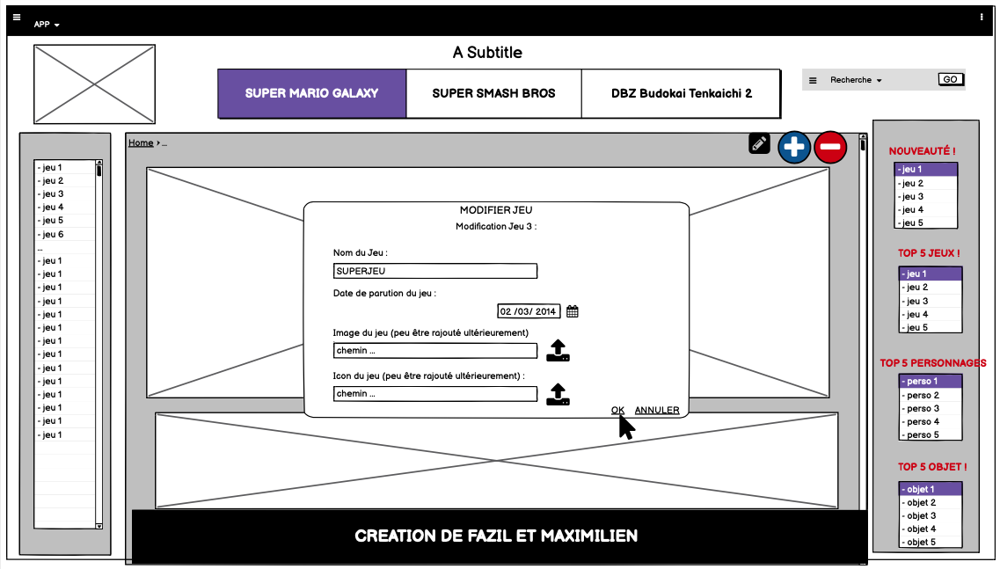 APP
A Subtitle
SUPER MARIO GALAXY
SUPER SMASH BROS
DBZ Budokai Tenkaichi 2
Recherche
GO
- jeu 1
- jeu 2
- jeu 3
- jeu 4
- jeu 5
- jeu 6
...
- jeu 1
- jeu 1
- jeu 1
- jeu 1
- jeu 1
- jeu 1
- jeu 1
- jeu 1
- jeu 1
- jeu 1
- jeu 1
- jeu 1
- jeu 1
- jeu 1
Home › ...
MODIFIER JEU
Modification Jeu 3 :
Nom du Jeu :
SUPERJEU
Date de parution du jeu :
02 /03/ 2014
Image du jeu (peu être rajouté ultérieurement)
chemin ...
Icon du jeu (peu être rajouté ultérieurement) :
chemin ...
OK ANNULER
NOUVEAUTÉ !
- jeu 1
- jeu 2
- jeu 3
- jeu 4
- jeu 5
TOP 5 JEUX !
- jeu 1
- jeu 2
- jeu 3
- jeu 4
- jeu 5
TOP 5 PERSONNAGES
- perso 1
- perso 2
- perso 3
- perso 4
- perso 5
TOP 5 OBJET !
- objet 1
- objet 2
- objet 3
- objet 4
- objet 5
CREATION DE FAZIL ET MAXIMILIEN